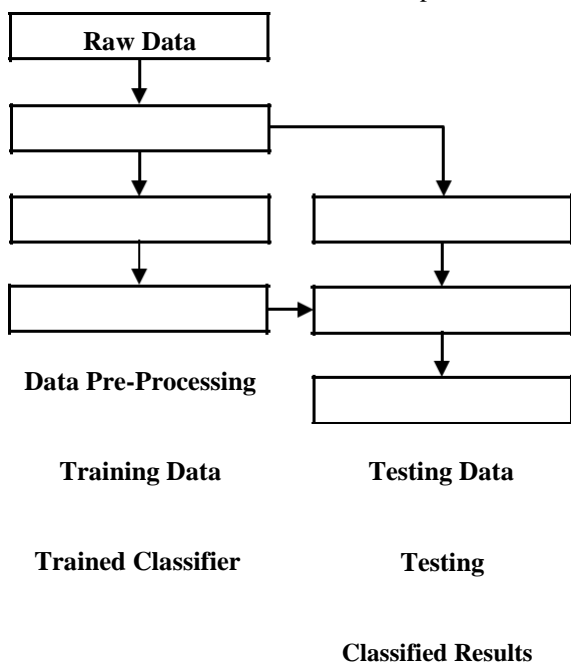 Raw Data
Data Pre-Processing
Training Data
Testing Data
Trained Classifier
Testing
Classified Results